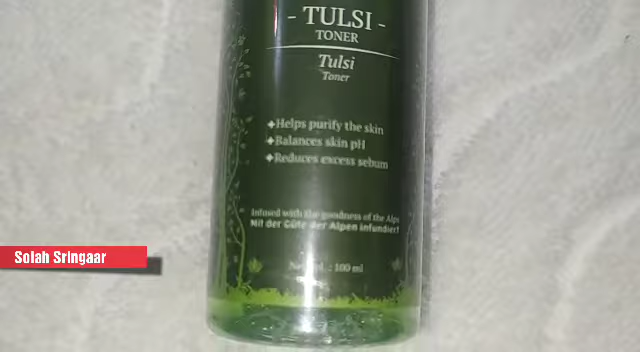 - TULSI -
TONER
Tulsi
Toner
Helps purify the skin
Balances skin pH
Reduces excess sebum
Infused with the goodness of the Alps
Mit der Güte der Alpen infundiert
: 100 ml
Solah Sringaar